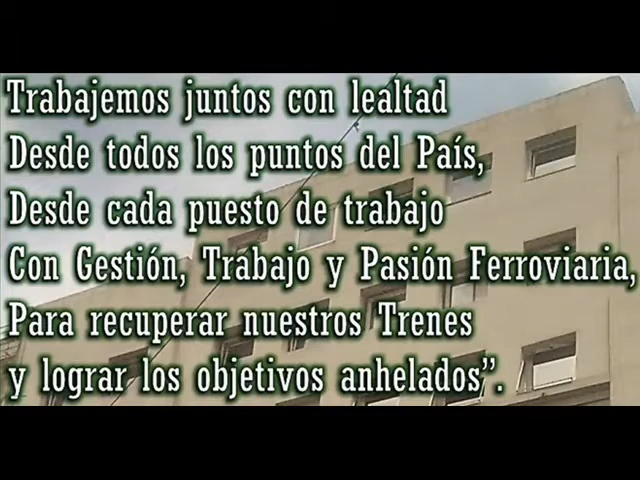 Trabajemos juntos con lealtad
Desde todos los puntos del País,
Desde cada puesto de trabajo
Con Gestión, Trabajo y Pasión Ferroviaria,
Para recuperar nuestros Trenes
y lograr los objetivos anhelados”.